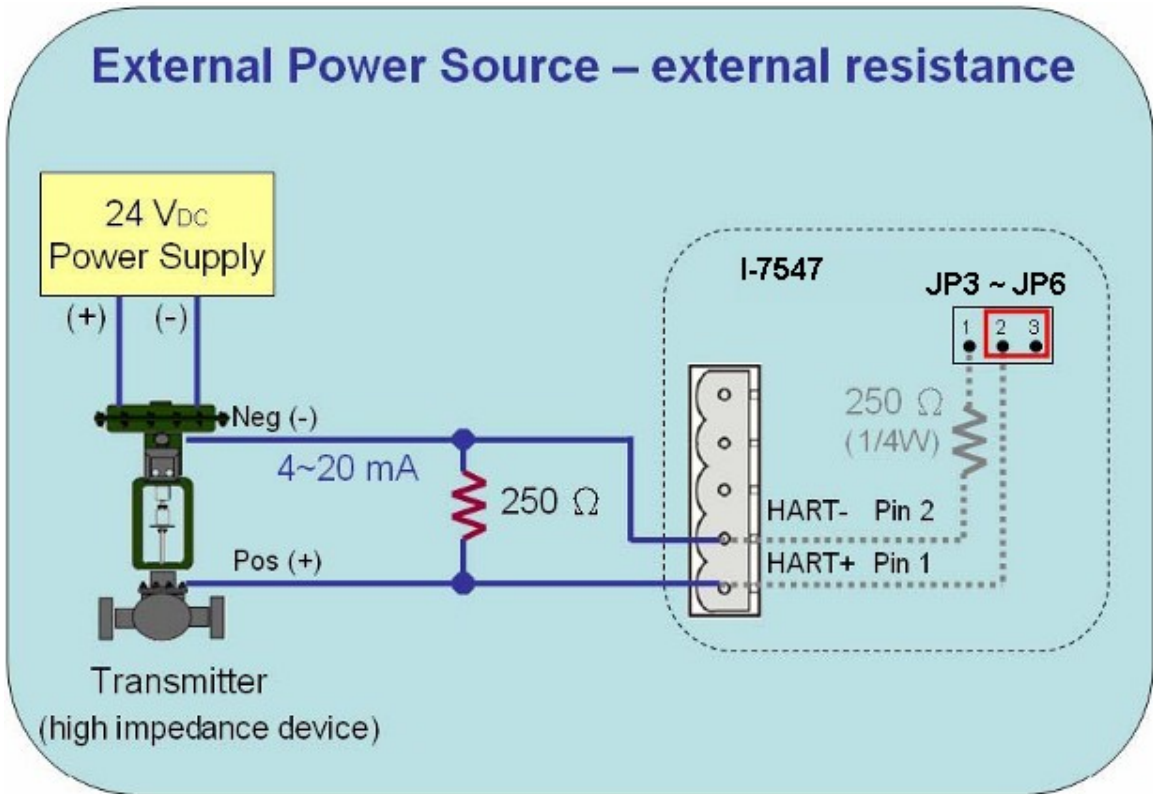 External Power Source – external resistance
24 VDC
Power Supply
(+) (-)
I-7547
JP3 ~ JP6
1 2 3
Neg (-)
4~20 mA
250 Ω
250 Ω
(1/4W)
HART- Pin 2
HART+ Pin 1
Pos (+)
Transmitter
(high impedance device)